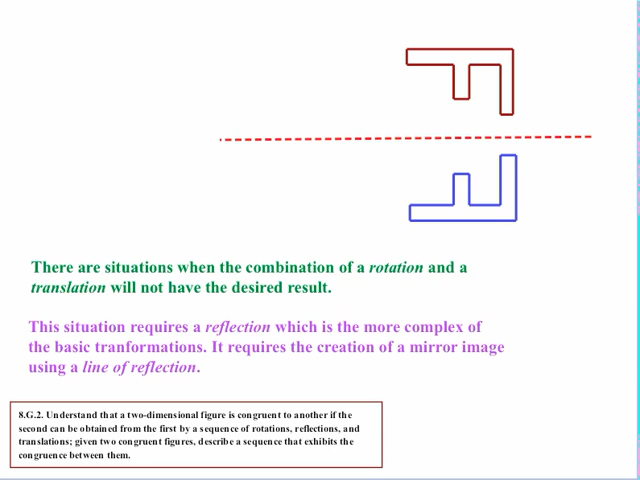 There are situations when the combination of a rotation and a
translation will not have the desired result.
This situation requires a reflection which is the more complex of
the basic tranformations. It requires the creation of a mirror image
using a line of reflection.
8.G.2. Understand that a two-dimensional figure is congruent to another if the
second can be obtained from the first by a sequence of rotations, reflections, and
translations; given two congruent figures, describe a sequence that exhibits the
congruence between them.